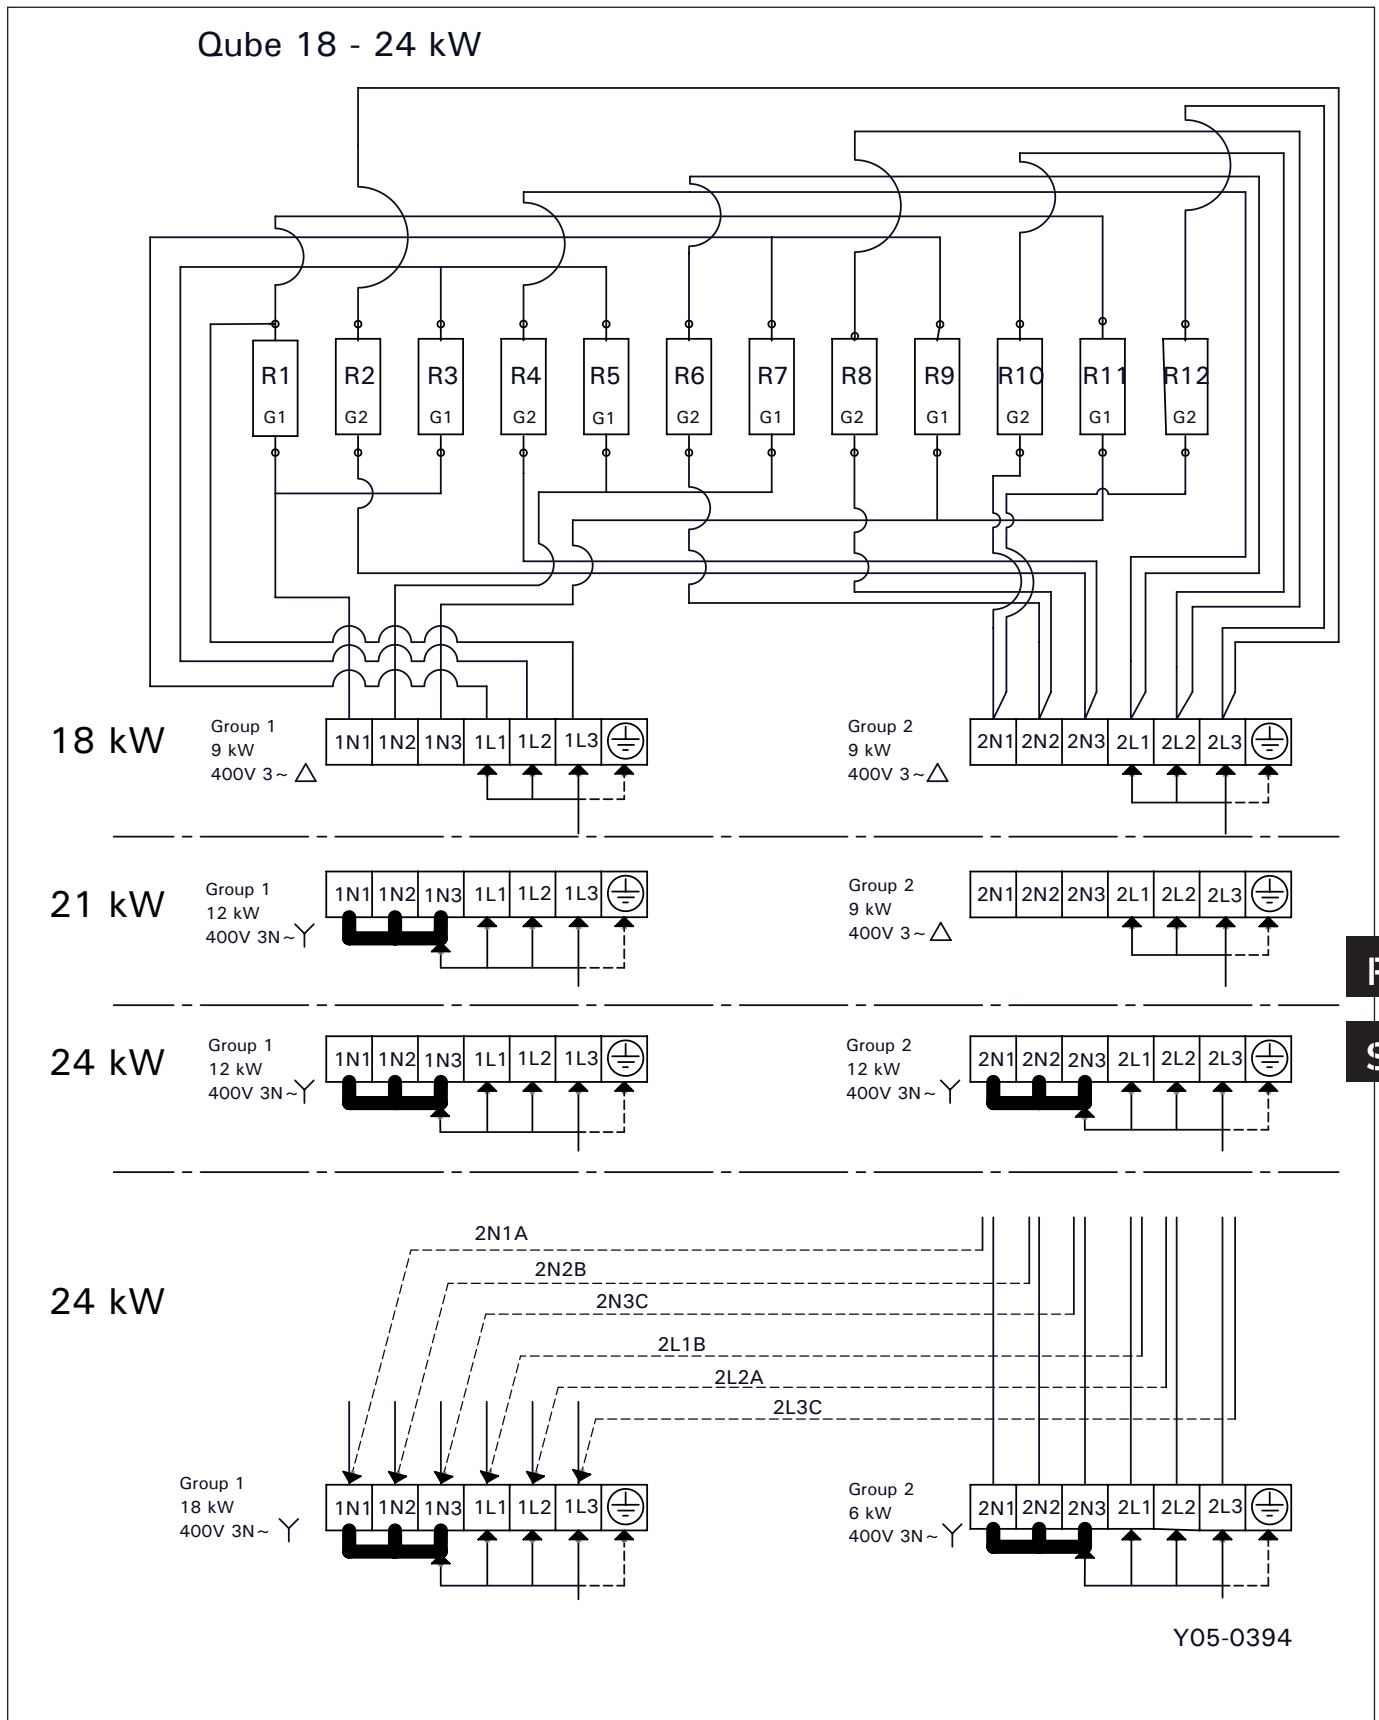 Qube 18 - 24 kW
R1 R2 R3 R4 R5 R6 R7 R8 R9 R10 R11 R12
G1 G2 G1 G2 G1 G2 G1 G2 G1 G2 G1 G2
18 kW
Group 1
9 kW
400V 3~
1N1 1N2 1N3 1L1 1L2 1L3
Group 2
9 kW
400V 3~
2N1 2N2 2N3 2L1 2L2 2L3
21 kW
Group 1
12 kW
400V 3N~
1N1 1N2 1N3 1L1 1L2 1L3
Group 2
9 kW
400V 3~
2N1 2N2 2N3 2L1 2L2 2L3
24 kW
Group 1
12 kW
400V 3N~
1N1 1N2 1N3 1L1 1L2 1L3
Group 2
12 kW
400V 3N~
2N1 2N2 2N3 2L1 2L2 2L3
24 kW
2N1A
2N2B
2N3C
2L1B
2L2A
2L3C
Group 1
18 kW
400V 3N~
1N1 1N2 1N3 1L1 1L2 1L3
Group 2
6 kW
400V 3N~
2N1 2N2 2N3 2L1 2L2 2L3
Y05-0394